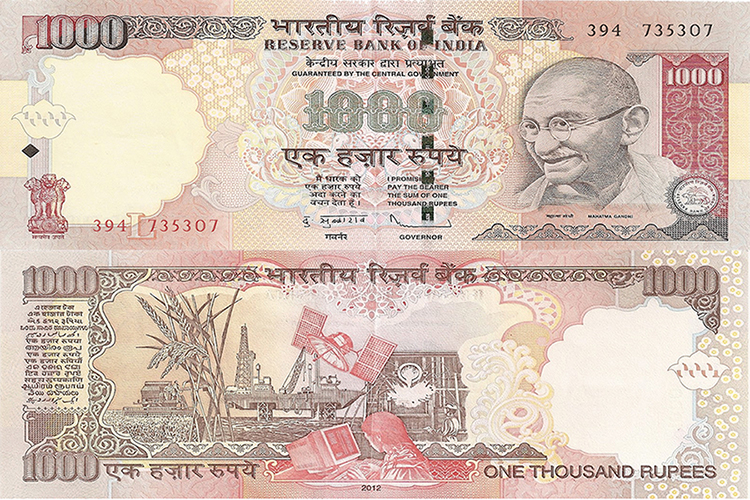 1000
भारतीय रिज़र्व बैंक
RESERVE BANK OF INDIA
394 735307
केन्द्रीय सरकार द्वारा प्रत्याभूत
GUARANTEED BY THE CENTRAL GOVERNMENT
1000
1000
एक हज़ार रुपये
मैं धारक को
एक हज़ार रुपये
अदा करने का
वचन देता हूँ।
I PROMISE
PAY THE BEARER
THE SUM OF ONE
THOUSAND RUPEES
गवर्नर
GOVERNOR
महात्मा गांधी
MAHATMA GANDHI
सत्यमेव जयते
394 735307
1000
भारतीय रिज़र्व बैंक
1000
1000
एक हज़ार रुपये
2012
ONE THOUSAND RUPEES